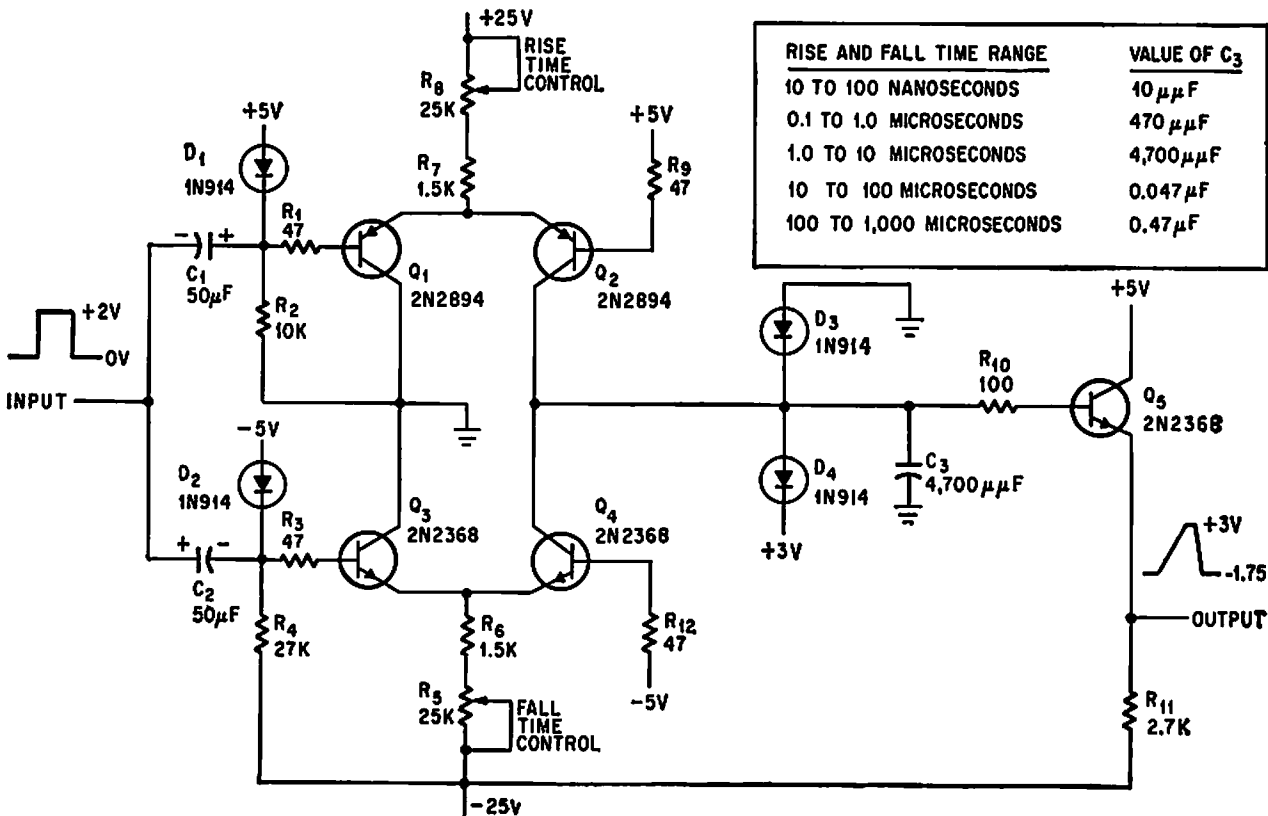 +25V
RISE
TIME
CONTROL
R8
25K
R7
1.5K
+5V
D1
1N914
R1
47
- +
C1
50µF
R2
10K
Q1
2N2894
Q2
2N2894
+5V
R9
47
RISE AND FALL TIME RANGE VALUE OF C3
10 TO 100 NANOSECONDS 10µµF
0.1 TO 1.0 MICROSECONDS 470µµF
1.0 TO 10 MICROSECONDS 4,700µµF
10 TO 100 MICROSECONDS 0.047µF
100 TO 1,000 MICROSECONDS 0.47µF
+2V
0V
INPUT
D3
1N914
R10
100
+5V
Q5
2N2368
D4
1N914
+3V
C3
4,700µµF
-5V
D2
1N914
R3
47
+ -
C2
50µF
R4
27K
Q3
2N2368
Q4
2N2368
R6
1.5K
R5
25K
FALL
TIME
CONTROL
R12
47
-5V
+3V
-1.75
OUTPUT
R11
2.7K
-25V